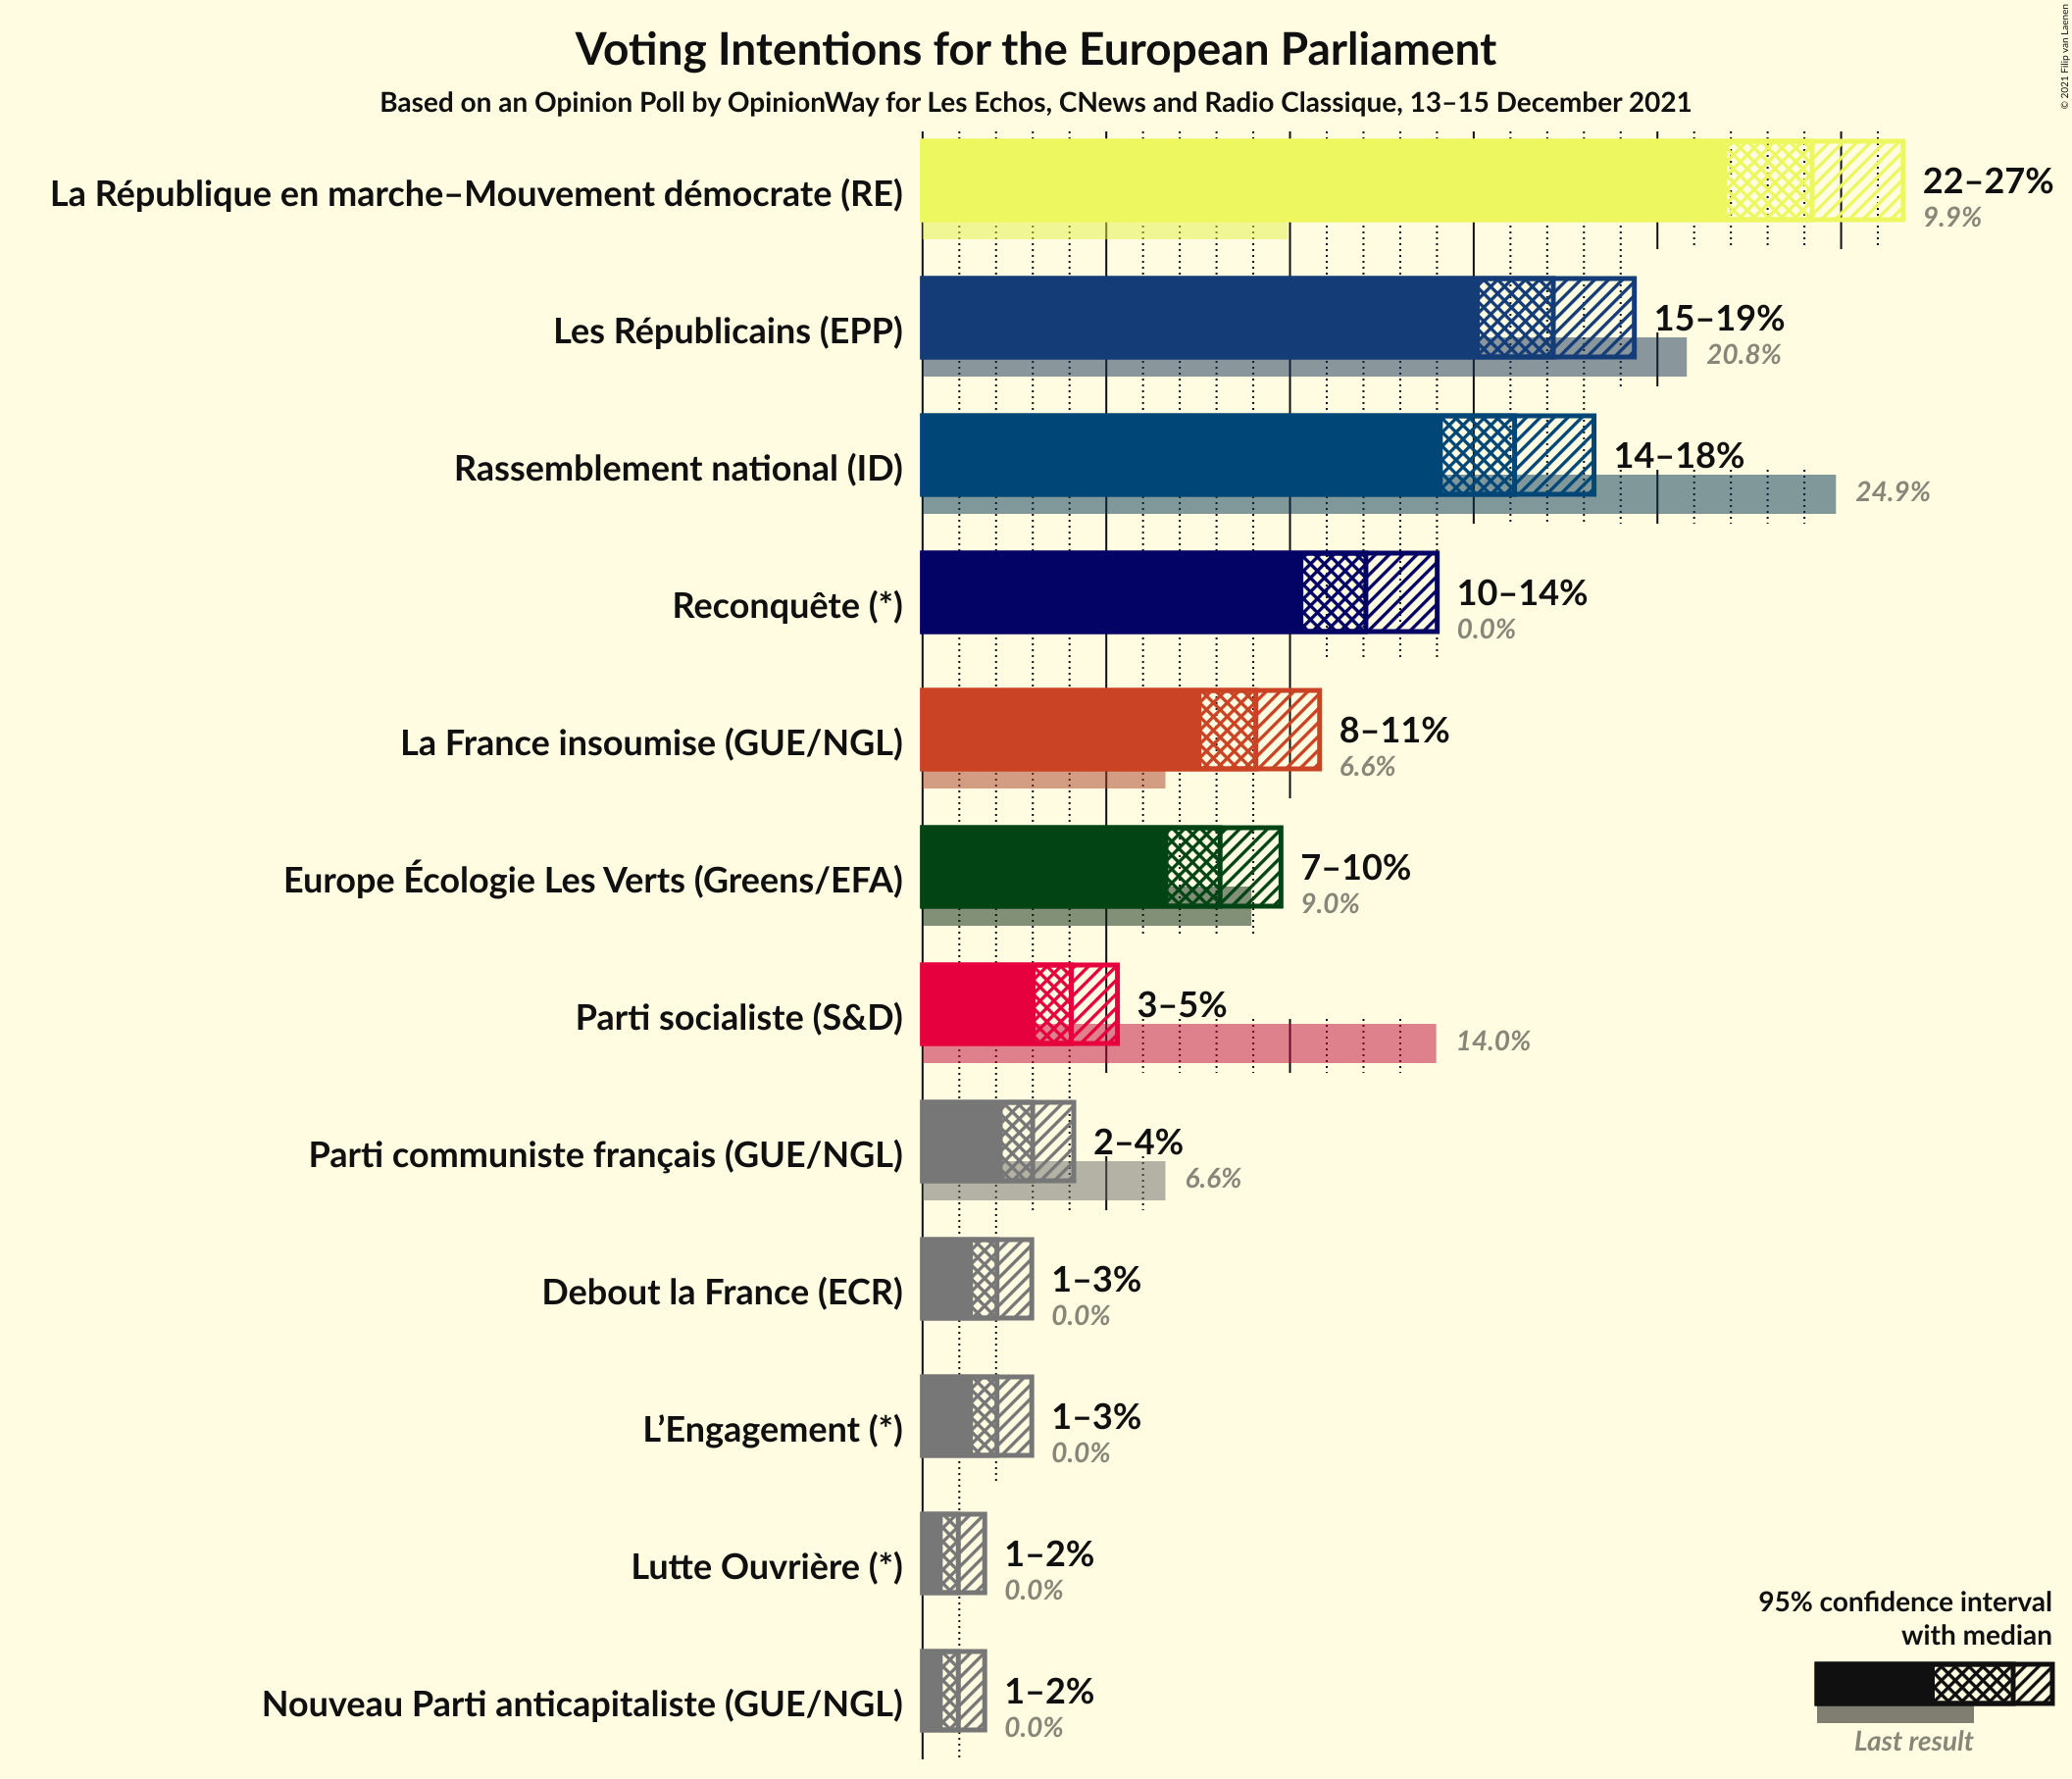 Voting Intentions for the European Parliament
Based on an Opinion Poll by OpinionWay for Les Echos, CNews and Radio Classique, 13–15 December 2021
© 2021 Filip van Laenen
La République en marche–Mouvement démocrate (RE)
22–27%
9.9%
Les Républicains (EPP)
15–19%
20.8%
Rassemblement national (ID)
14–18%
24.9%
Reconquête (*)
10–14%
0.0%
La France insoumise (GUE/NGL)
8–11%
6.6%
Europe Écologie Les Verts (Greens/EFA)
7–10%
9.0%
Parti socialiste (S&D)
3–5%
14.0%
Parti communiste français (GUE/NGL)
2–4%
6.6%
Debout la France (ECR)
1–3%
0.0%
L’Engagement (*)
1–3%
0.0%
Lutte Ouvrière (*)
1–2%
0.0%
Nouveau Parti anticapitaliste (GUE/NGL)
1–2%
0.0%
95% confidence interval
with median
Last result